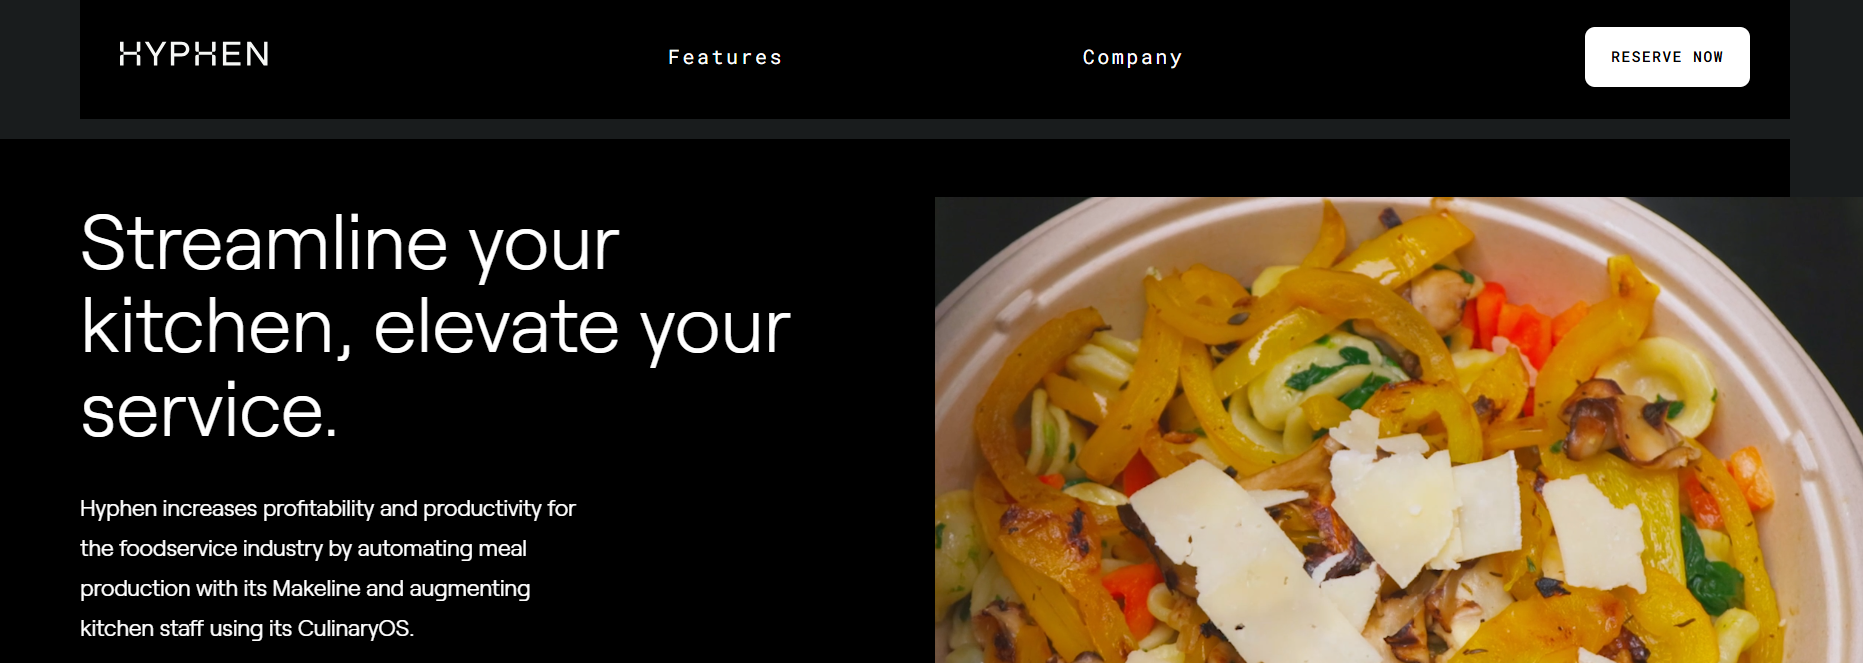 HYPHEN
Features
Company
RESERVE NOW
Streamline your
kitchen, elevate your
service.
Hyphen increases profitability and productivity for
the foodservice industry by automating meal
production with its Makeline and augmenting
kitchen staff using its CulinaryOS.